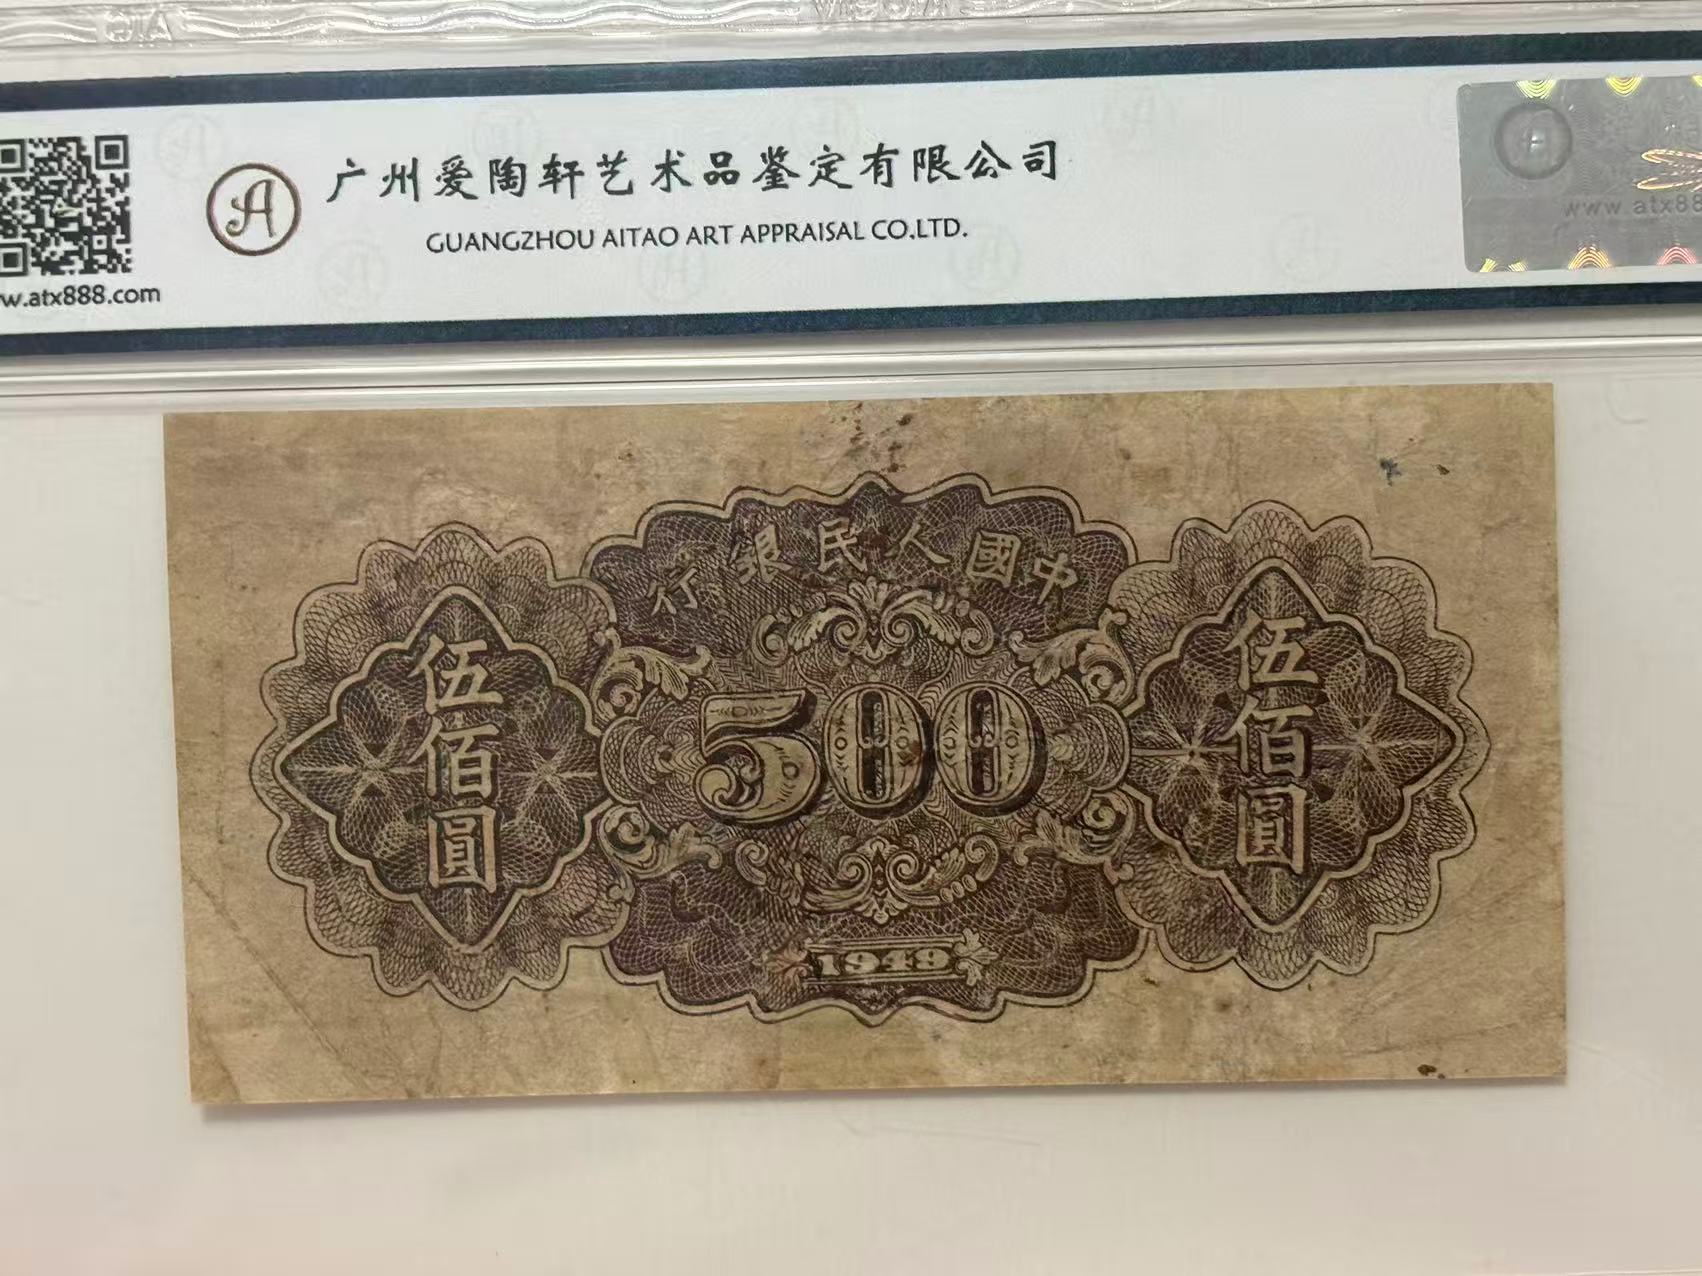 广州爱陶轩艺术品鉴定有限公司
GUANGZHOU AITAO ART APPRAISAL CO.LTD.
w.atx888.com
www.atx88
行銀民人國中
伍佰圓
500
伍佰圓
1949